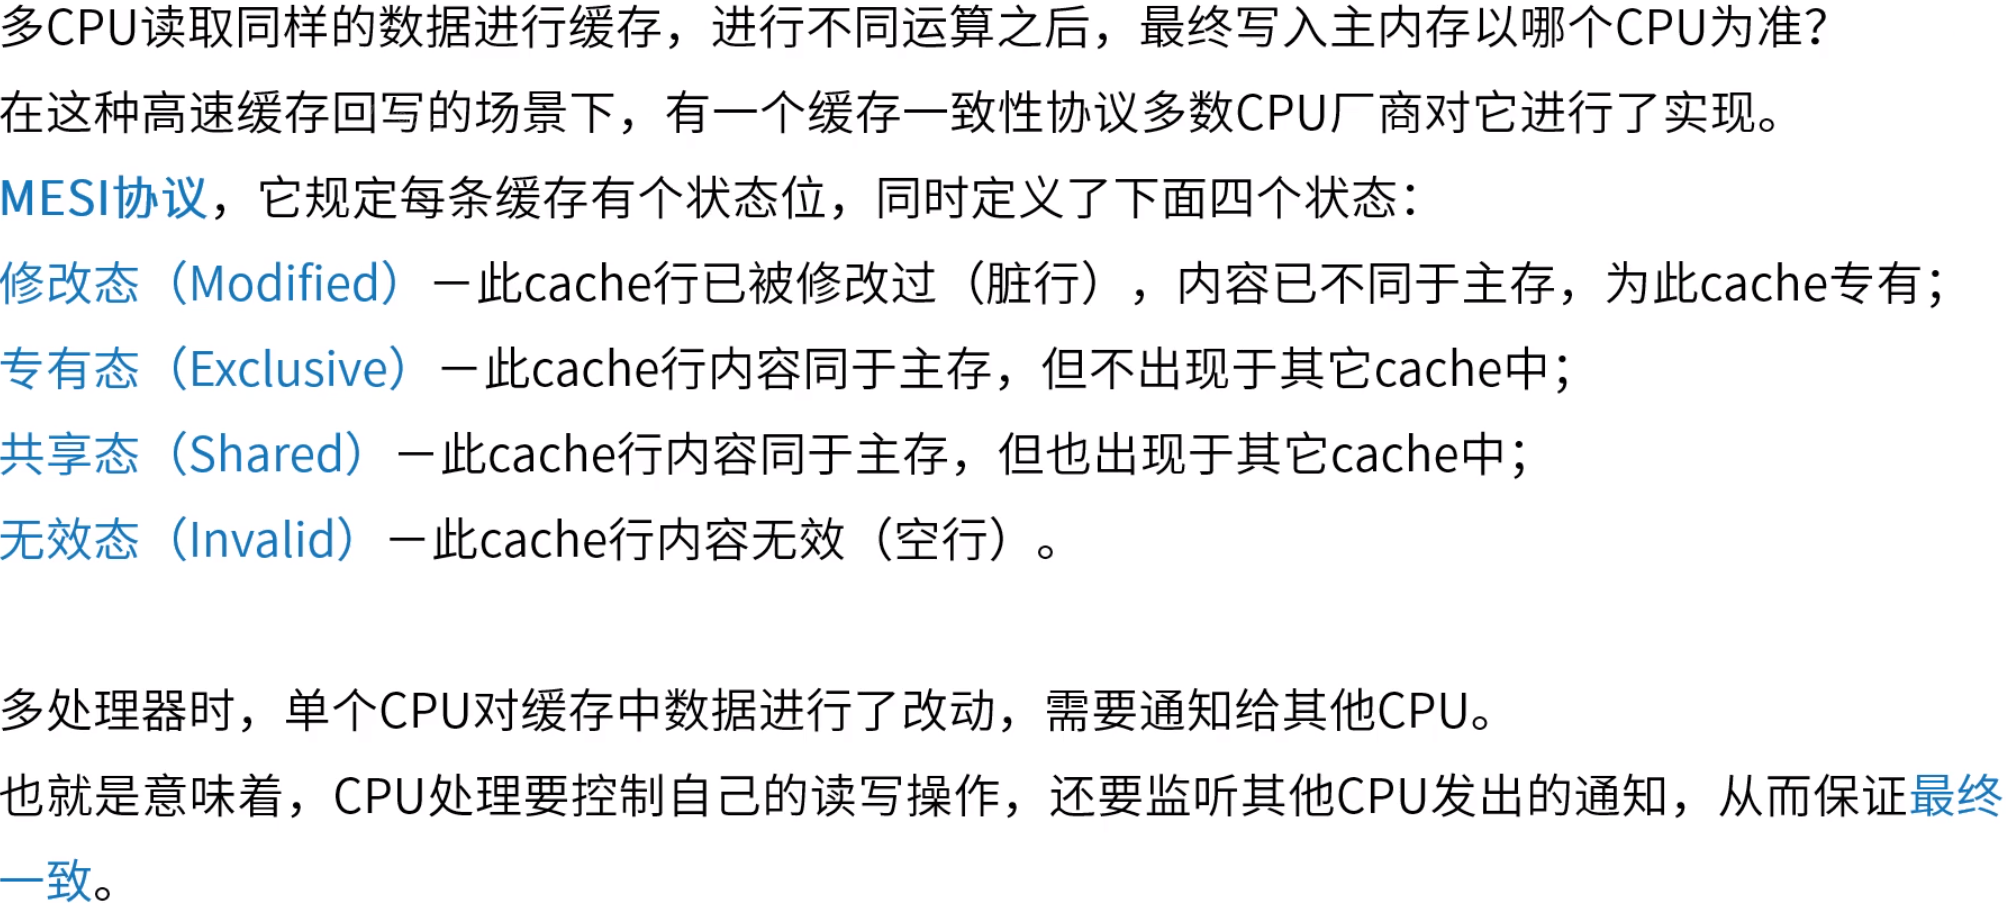 多CPU读取同样的数据进行缓存，进行不同运算之后，最终写入主内存以哪个CPU为准？
在这种高速缓存回写的场景下，有一个缓存一致性协议多数CPU厂商对它进行了实现。
MESI协议，它规定每条缓存有个状态位，同时定义了下面四个状态：
修改态（Modified）－此cache行已被修改过（脏行），内容已不同于主存，为此cache专有；
专有态（Exclusive）－此cache行内容同于主存，但不出现于其它cache中；
共享态（Shared）－此cache行内容同于主存，但也出现于其它cache中；
无效态（Invalid）－此cache行内容无效（空行）。
多处理器时，单个CPU对缓存中数据进行了改动，需要通知给其他CPU。
也就是意味着，CPU处理要控制自己的读写操作，还要监听其他CPU发出的通知，从而保证最终
一致。